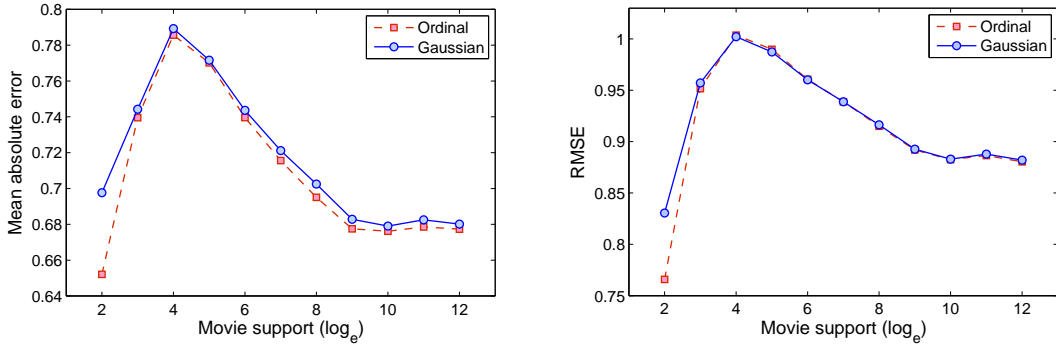 0.8
0.78
0.76
0.74
0.72
0.7
0.68
0.66
0.64
2 4 6 8 10 12
Mean absolute error
Movie support (log_e)
Ordinal
Gaussian
1
0.95
0.9
0.85
0.8
0.75
2 4 6 8 10 12
RMSE
Movie support (log_e)
Ordinal
Gaussian